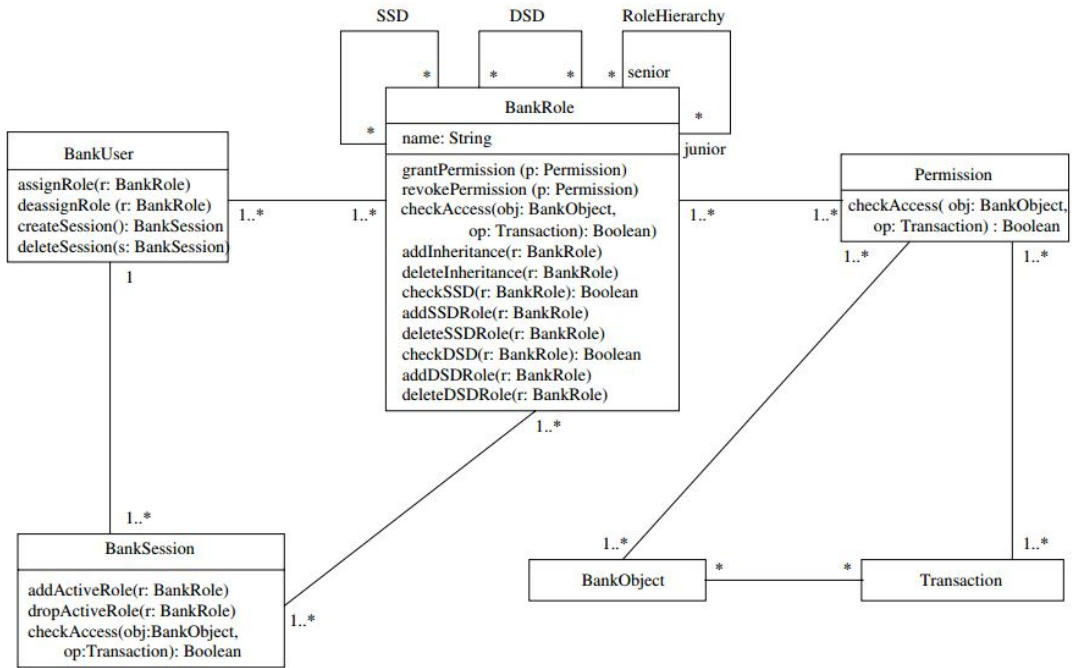 SSD
DSD
RoleHierarchy
*
*
*
*
senior
*
*
junior
BankRole
name: String
grantPermission (p: Permission)
revokePermission (p: Permission)
checkAccess(obj: BankObject,
op: Transaction): Boolean)
addInheritance(r: BankRole)
deleteInheritance(r: BankRole)
checkSSD(r: BankRole): Boolean
addSSDRole(r: BankRole)
deleteSSDRole(r: BankRole)
checkDSD(r: BankRole): Boolean
addDSDRole(r: BankRole)
deleteDSDRole(r: BankRole)
BankUser
assignRole(r: BankRole)
deassignRole (r: BankRole)
createSession(): BankSession
deleteSession(s: BankSession)
1..*
1..*
1..*
1..*
Permission
checkAccess( obj: BankObject,
op: Transaction) : Boolean
1
1..*
1..*
1..*
1..*
BankSession
addActiveRole(r: BankRole)
dropActiveRole(r: BankRole)
checkAccess(obj:BankObject,
op:Transaction): Boolean
1..*
1..*
1..*
BankObject
*
*
Transaction